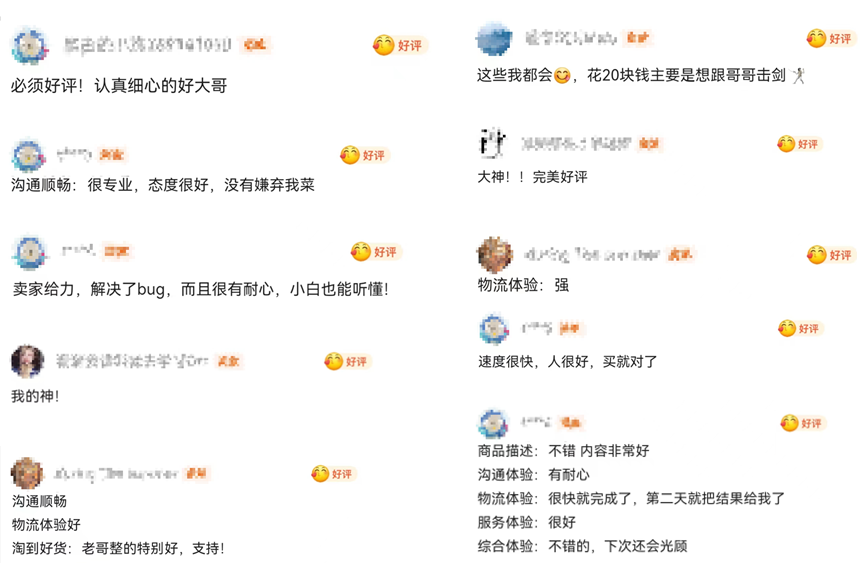 好评
必须好评！认真细心的好大哥
好评
沟通顺畅：很专业，态度很好，没有嫌弃我菜
好评
卖家给力，解决了bug，而且很有耐心，小白也能听懂！
好评
我的神！
好评
沟通顺畅
物流体验好
淘到好货：老哥整的特别好，支持！
好评
这些我都会😋，花20块钱主要是想跟哥哥击剑🤺
好评
大神！！完美好评
好评
物流体验：强
好评
速度很快，人很好，买就对了
好评
商品描述：不错 内容非常好
沟通体验：有耐心
物流体验：很快就完成了，第二天就把结果给我了
服务体验：很好
综合体验：不错的，下次还会光顾